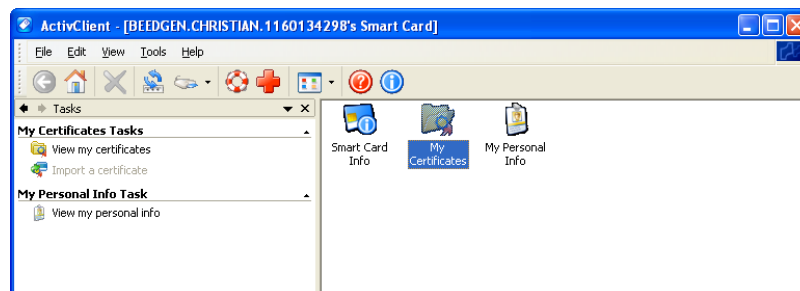 ActivClient - [BEEDGEN.CHRISTIAN.1160134298's Smart Card]
File Edit View Tools Help
Tasks
My Certificates Tasks
View my certificates
Import a certificate
My Personal Info Task
View my personal info
Smart Card
Info
My
Certificates
My Personal
Info